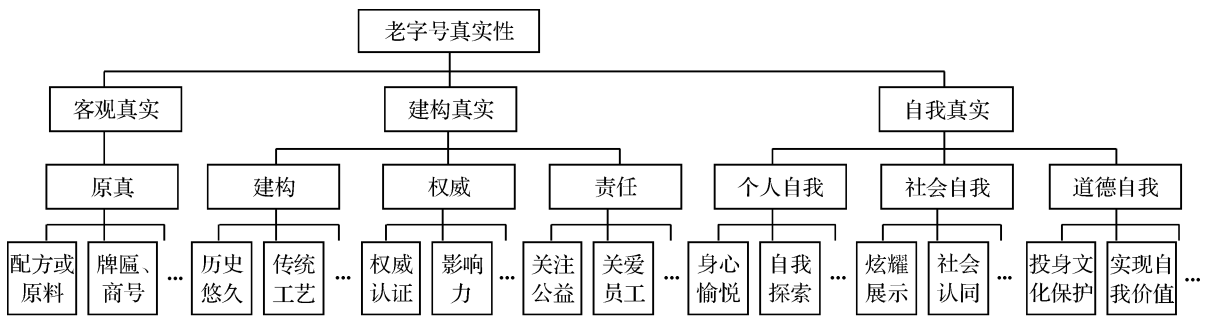 老字号真实性
客观真实
建构真实
自我真实
原真
建构
权威
责任
个人自我
社会自我
道德自我
配方或
原料
牌匾、
商号
...
历史
悠久
传统
工艺
...
权威
认证
影响
力
...
关注
公益
关爱
员工
...
身心
愉悦
自我
探索
...
炫耀
展示
社会
认同
...
投身文
化保护
实现自
我价值
...